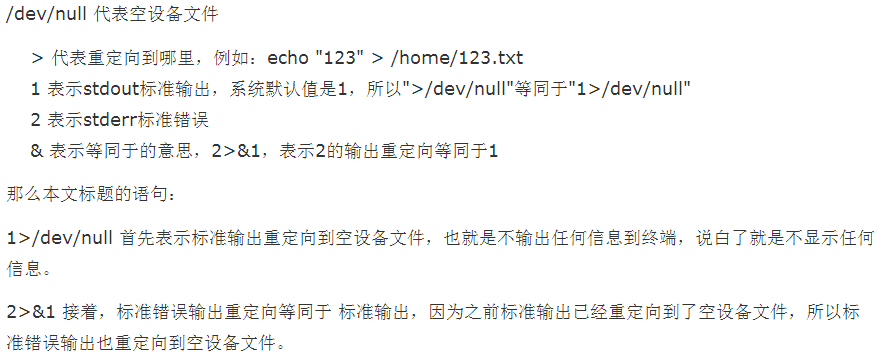 /dev/null 代表空设备文件
> 代表重定向到哪里，例如：echo "123" > /home/123.txt
1 表示stdout标准输出，系统默认值是1，所以">/dev/null"等同于"1>/dev/null"
2 表示stderr标准错误
& 表示等同于的意思，2>&1，表示2的输出重定向等同于1
那么本文标题的语句：
1>/dev/null 首先表示标准输出重定向到空设备文件，也就是不输出任何信息到终端，说白了就是不显示任何
信息。
2>&1 接着，标准错误输出重定向等同于 标准输出，因为之前标准输出已经重定向到了空设备文件，所以标
准错误输出也重定向到空设备文件。